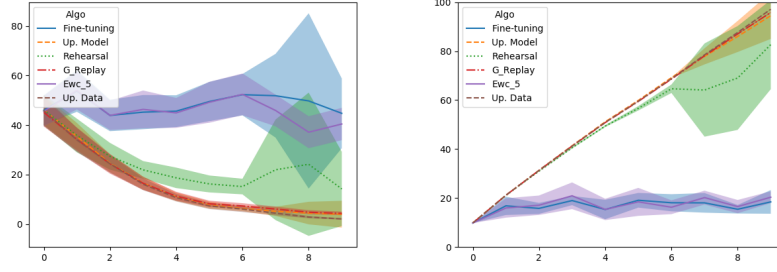 Algo
Fine-tuning
Up. Model
Rehearsal
G_Replay
Ewc_5
Up. Data
80
60
40
20
0
0 2 4 6 8
Algo
Fine-tuning
Up. Model
Rehearsal
G_Replay
Ewc_5
Up. Data
100
80
60
40
20
0
0 2 4 6 8